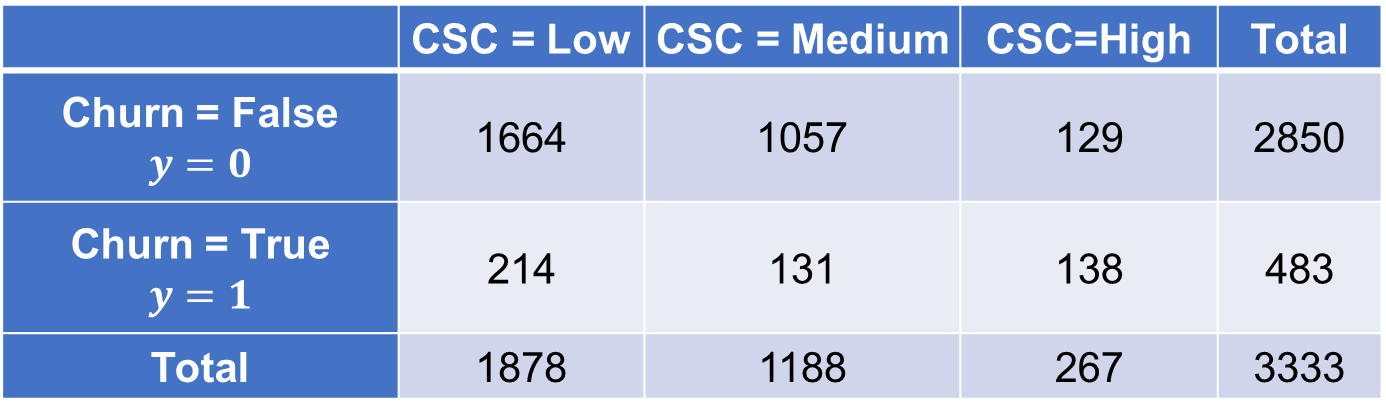 CSC = Low CSC = Medium CSC=High Total
Churn = False 1664 1057 129 2850
y = 0
Churn = True 214 131 138 483
y = 1
Total 1878 1188 267 3333